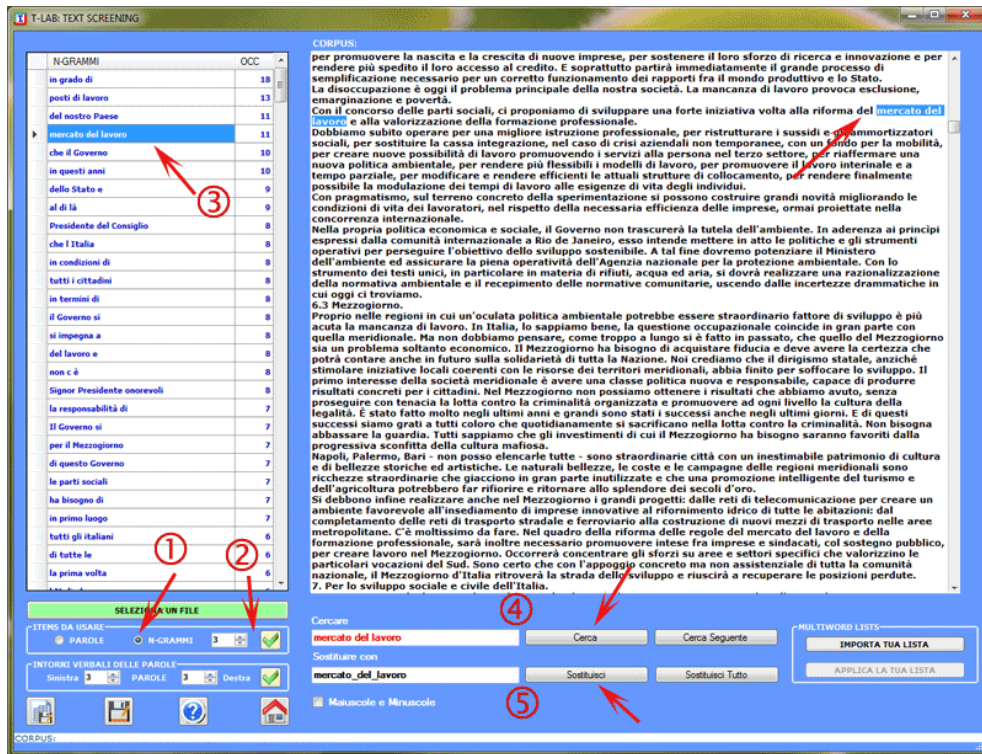 T-LAB: TEXT SCREENING
N-GRAMMI OCC
in grado di 18
posti di lavoro 13
del nostro Paese 11
mercato del lavoro 11
che il Governo 10
in questi anni 10
dello Stato e 9
al di là 9
Presidente del Consiglio 8
che l Italia 8
in condizioni di 8
tutti i cittadini 8
in termini di 8
il Governo si 8
si impegna a 8
del lavoro e 8
non c è 8
Signor Presidente onorevoli 8
la responsabilità di 7
Il Governo si 7
per il Mezzogiorno 7
di questo Governo 7
le parti sociali 7
ha bisogno di 7
in primo luogo 7
tutti gli italiani 6
di tutte le 6
la prima volta 6
3
1
2
SELEZIONA UN FILE
ITEMS DA USARE
PAROLE N-GRAMMI 3
INTORNI VERBALI DELLE PAROLE
Sinistra 3 PAROLE 3 Destra
CORPUS:
per promuovere la nascita e la crescita di nuove imprese, per sostenere il loro sforzo di ricerca e innovazione e per
rendere più spedito il loro accesso al credito. E soprattutto partirà immediatamente il grande processo di
semplificazione necessario per un corretto funzionamento dei rapporti fra il mondo produttivo e lo Stato.
La disoccupazione è oggi il problema principale della nostra società. La mancanza di lavoro provoca esclusione,
emarginazione e povertà.
Con il concorso delle parti sociali, ci proponiamo di sviluppare una forte iniziativa volta alla riforma del mercato del
lavoro e alla valorizzazione della formazione professionale.
Dobbiamo subito operare per una migliore istruzione professionale, per ristrutturare i sussidi e gli ammortizzatori
sociali, per sostituire la cassa integrazione, nel caso di crisi aziendali non temporanee, con un fondo per la mobilità,
per creare nuove possibilità di lavoro promuovendo i servizi alla persona nel terzo settore, per riaffermare una
nuova politica ambientale, per rendere più flessibili i modelli di lavoro, per promuovere il lavoro interinale e a
tempo parziale, per modificare e rendere efficienti le attuali strutture di collocamento, per rendere finalmente
possibile la modulazione dei tempi di lavoro alle esigenze di vita degli individui.
Con pragmatismo, sul terreno concreto della sperimentazione si possono costruire grandi novità migliorando le
condizioni di vita dei lavoratori, nel rispetto della necessaria efficienza delle imprese, ormai proiettate nella
concorrenza internazionale.
Nella propria politica economica e sociale, il Governo non trascurerà la tutela dell'ambiente. In aderenza ai principi
espressi dalla comunità internazionale a Rio de Janeiro, esso intende mettere in atto le politiche e gli strumenti
operativi per perseguire l'obiettivo dello sviluppo sostenibile. A tal fine dovremo potenziare il Ministero
dell'ambiente ed assicurare la piena operatività dell'Agenzia nazionale per la protezione ambientale. Con lo
strumento dei testi unici, in particolare in materia di rifiuti, acqua ed aria, si dovrà realizzare una razionalizzazione
della normativa ambientale e il recepimento delle normative comunitarie, uscendo dalle incertezze drammatiche in
cui oggi ci troviamo.
6.3 Mezzogiorno.
Proprio nelle regioni in cui un'oculata politica ambientale potrebbe essere straordinario fattore di sviluppo è più
acuta la mancanza di lavoro. In Italia, lo sappiamo bene, la questione occupazionale coincide in gran parte con
quella meridionale. Ma non dobbiamo pensare, come troppo a lungo si è fatto in passato, che quello del Mezzogiorno
sia un problema soltanto economico. Il Mezzogiorno ha bisogno di acquistare fiducia e deve avere la certezza che
potrà contare anche in futuro sulla solidarietà di tutta la Nazione. Noi crediamo che il dirigismo statale, anziché
stimolare iniziative locali coerenti con le risorse dei territori meridionali, abbia finito per soffocare lo sviluppo. Il
primo interesse della società meridionale è avere una classe politica nuova e responsabile, capace di produrre
risultati concreti per i cittadini. Nel Mezzogiorno non possiamo ottenere i risultati che abbiamo avuto, senza
proseguire con tenacia la lotta contro la criminalità organizzata e promuovere ad ogni livello la cultura della
legalità. È stato fatto molto negli ultimi anni e grandi sono stati i successi anche negli ultimi giorni. E di questi
successi siamo grati a tutti coloro che quotidianamente si sacrificano nella lotta contro la criminalità. Non bisogna
abbassare la guardia. Tutti sappiamo che gli investimenti di cui il Mezzogiorno ha bisogno saranno favoriti dalla
progressiva sconfitta della cultura mafiosa.
Napoli, Palermo, Bari - non posso elencarle tutte - sono straordinarie città con un inestimabile patrimonio di cultura
e di bellezze storiche ed artistiche. Le naturali bellezze, le coste e le campagne delle regioni meridionali sono
ricchezze straordinarie che giacciono in gran parte inutilizzate e che una promozione intelligente del turismo e
dell'agricoltura potrebbero far rifiorire e ritornare allo splendore dei secoli d'oro.
Si debbono infine realizzare anche nel Mezzogiorno i grandi progetti: dalle reti di telecomunicazione per creare un
ambiente favorevole all'insediamento di imprese innovative al rifornimento idrico di tutte le abitazioni: dal
completamento delle reti di trasporto stradale e ferroviario alla costruzione di nuovi mezzi di trasporto nelle aree
metropolitane. C'è moltissimo da fare. Nel quadro della riforma delle regole del mercato del lavoro e della
formazione professionale, sarà inoltre necessario promuovere intese fra imprese e sindacati, col sostegno pubblico,
per creare lavoro nel Mezzogiorno. Occorrerà concentrare gli sforzi su aree e settori specifici che valorizzino le
particolari vocazioni del Sud. Sono certo che con l'appoggio concreto ma non assistenziale di tutta la comunità
nazionale, il Mezzogiorno d'Italia ritroverà la strada dello sviluppo e riuscirà a recuperare le posizioni perdute.
7. Per lo sviluppo sociale e civile dell'Italia.
4
Cercare
mercato del lavoro Cerca Cerca Seguente
Sostituire con
mercato_del_lavoro Sostituisci Sostituisci Tutto
5
Maiuscole e Minuscole
MULTIWORD LISTS
IMPORTA TUA LISTA
APPLICA LA TUA LISTA
CORPUS: